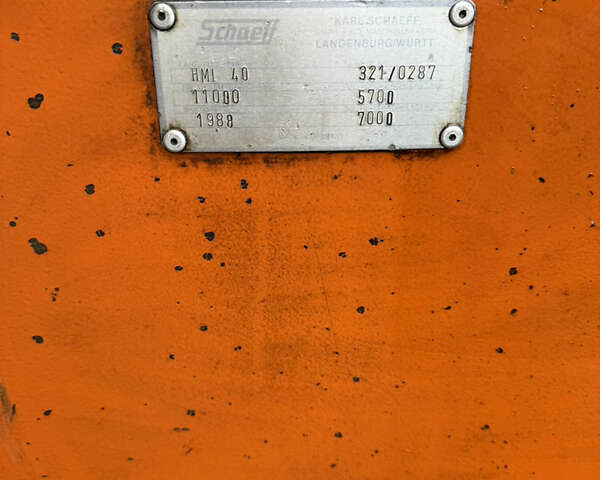 Schaeff
KARL SCHAEFF
LANGENBURG/WÜRTT.
HML 40 321/0287
11000 5700
1988 7000